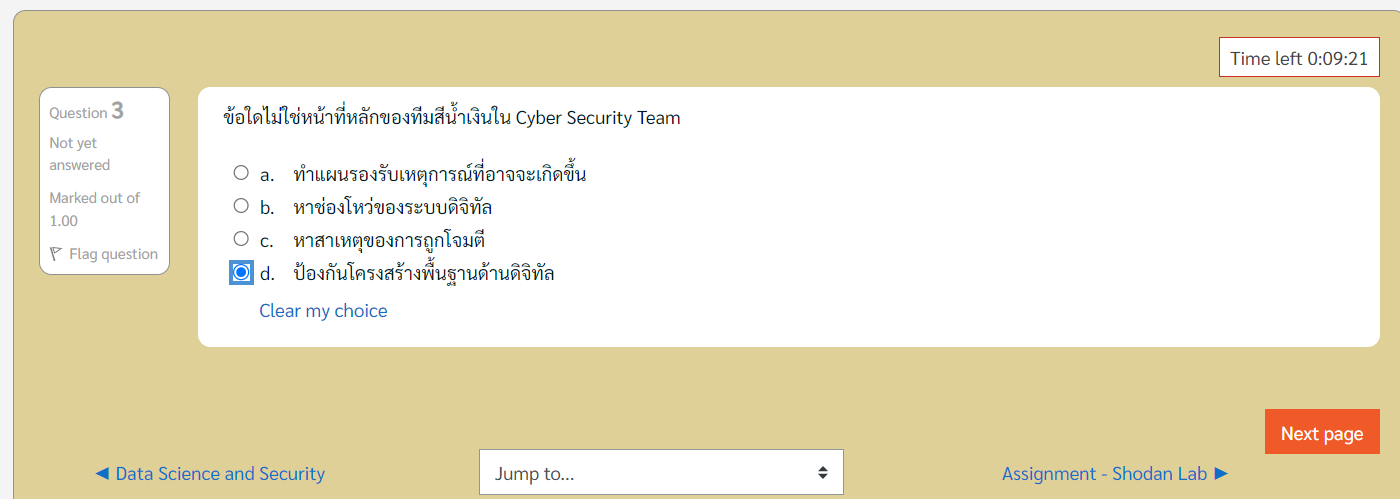 Time left 0:09:21
Question 3
Not yet
answered
Marked out of
1.00
Flag question
ข้อใดไม่ใช่หน้าที่หลักของทีมสีน้ำเงินใน Cyber Security Team
a. ทำแผนรองรับเหตุการณ์ที่อาจจะเกิดขึ้น
b. หาช่องโหว่ของระบบดิจิทัล
c. หาสาเหตุของการถูกโจมตี
d. ป้องกันโครงสร้างพื้นฐานด้านดิจิทัล
Clear my choice
Next page
◄ Data Science and Security
Jump to...
Assignment - Shodan Lab ►